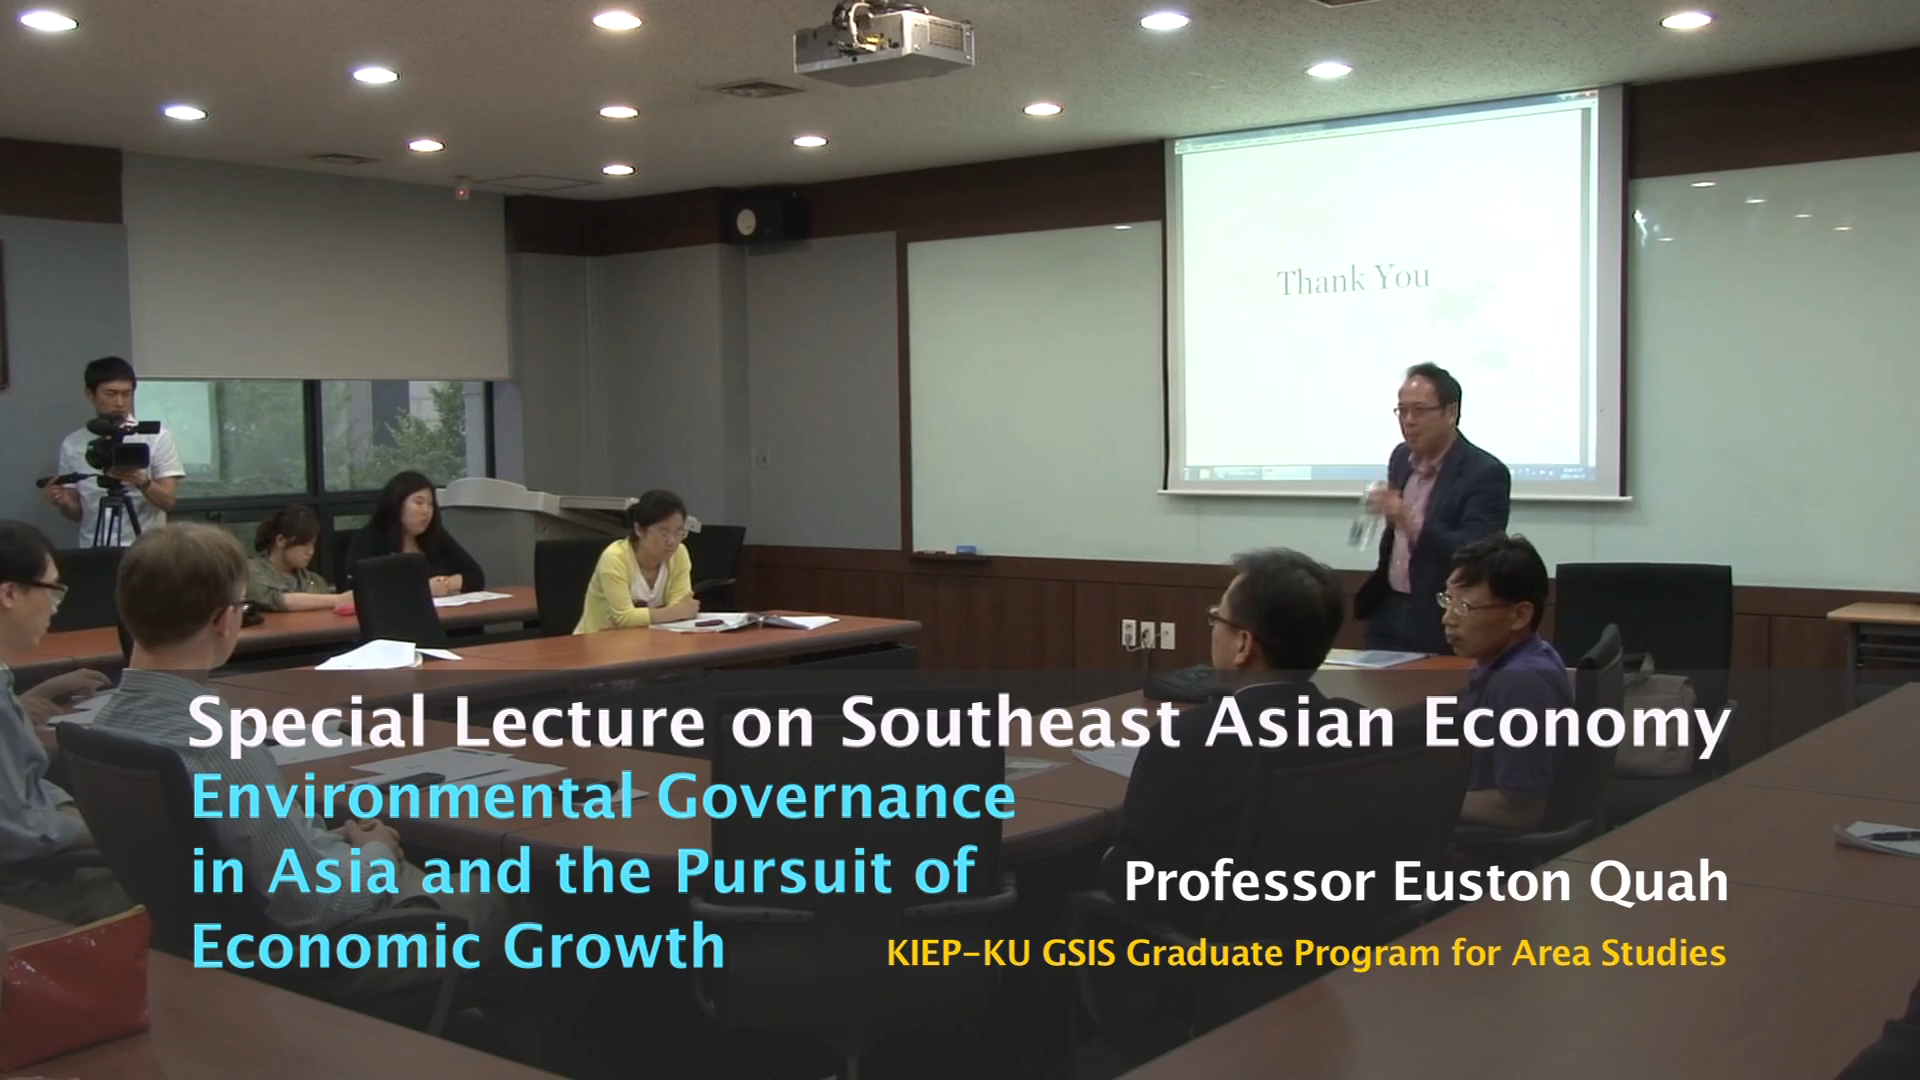 Thank You
Special Lecture on Southeast Asian Economy
Environmental Governance
in Asia and the Pursuit of
Economic Growth
Professor Euston Quah
KIEP-KU GSIS Graduate Program for Area Studies